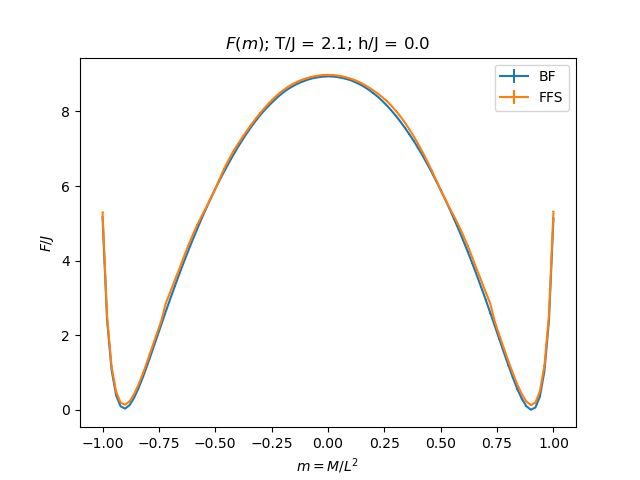 F(m); T/J = 2.1; h/J = 0.0
BF
FFS
F/J
8
6
4
2
0
−1.00 −0.75 −0.50 −0.25 0.00 0.25 0.50 0.75 1.00
m = M/L²